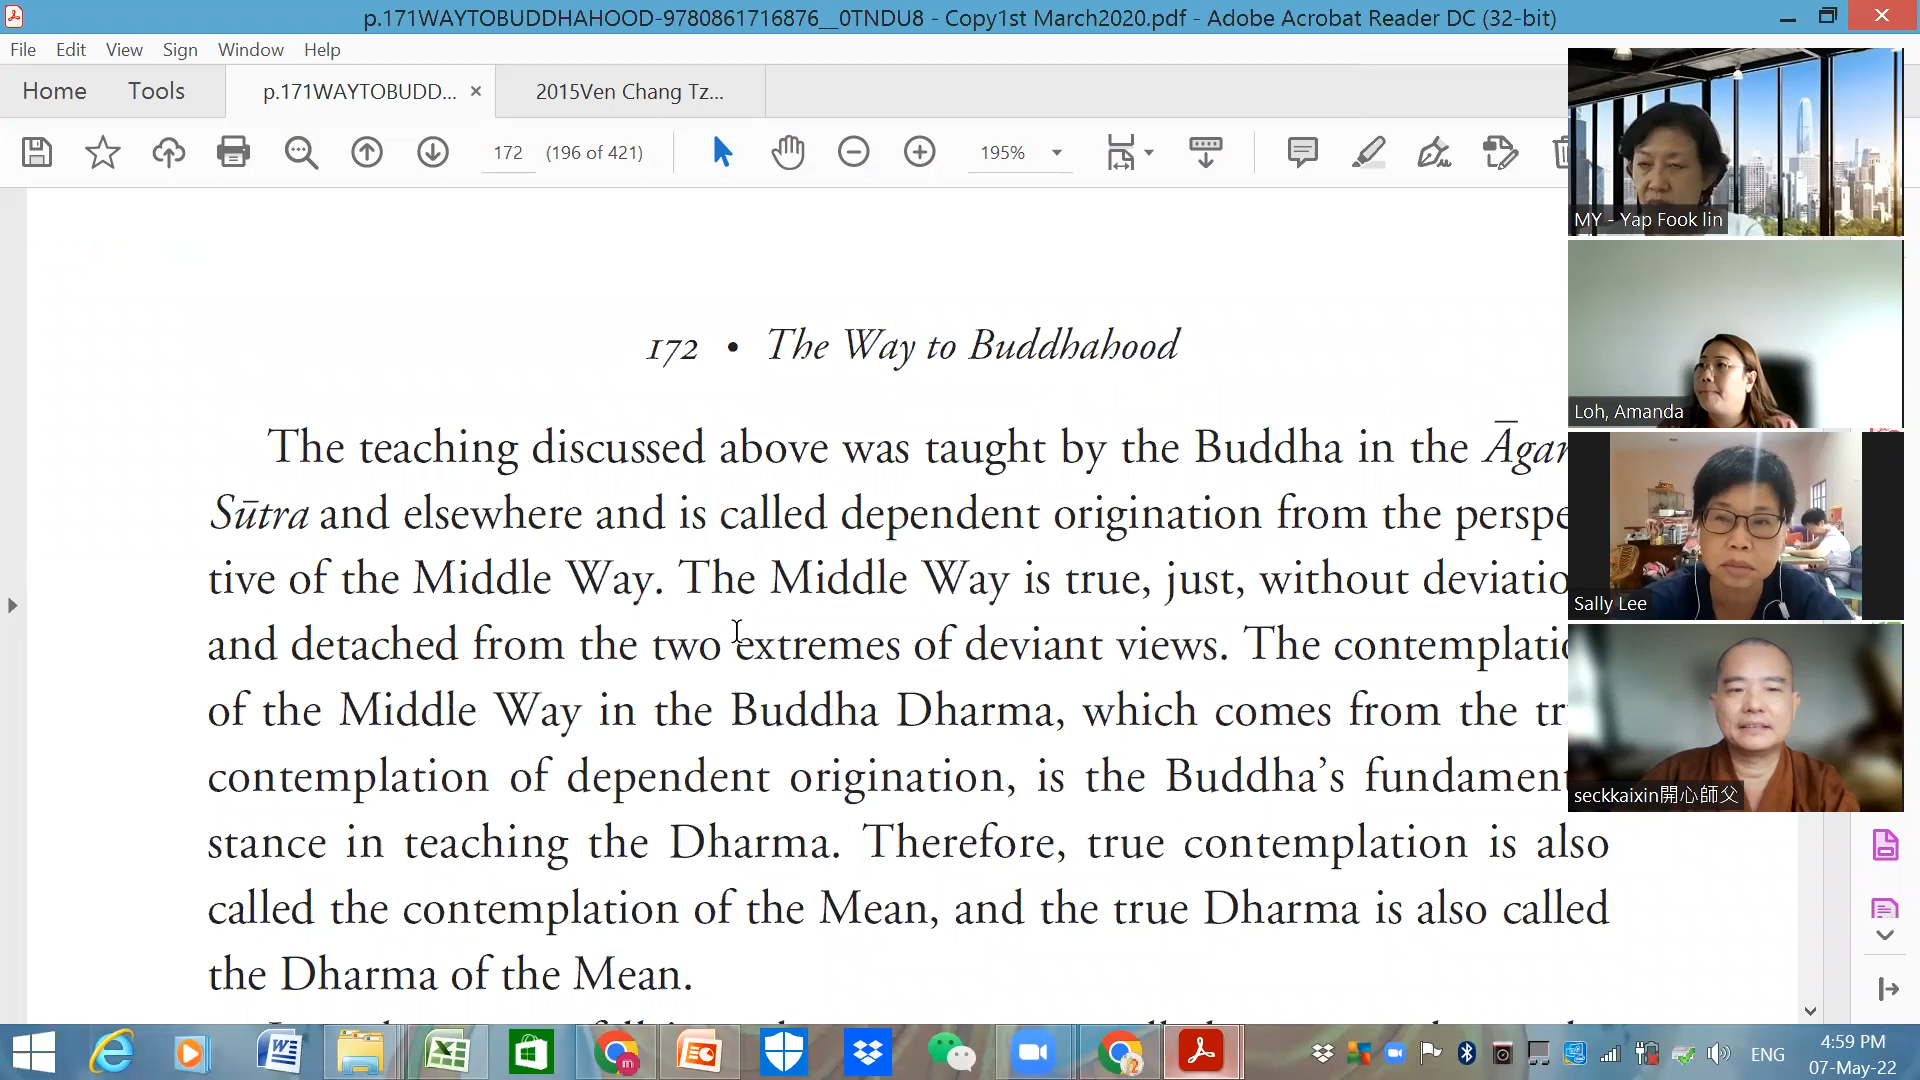 p.171WAYTOBUDDHAHOOD-9780861716876__0TNDU8 - Copy1st March2020.pdf - Adobe Acrobat Reader DC (32-bit)
File Edit View Sign Window Help
Home Tools p.171WAYTOBUDD... × 2015Ven Chang Tz...
172 (196 of 421) 195%
172 • The Way to Buddhahood
The teaching discussed above was taught by the Buddha in the
Sūtra and elsewhere and is called dependent origination from the perspe
tive of the Middle Way. The Middle Way is true, just, without deviatio
and detached from the two extremes of deviant views. The contemplatio
of the Middle Way in the Buddha Dharma, which comes from the
contemplation of dependent origination, is the Buddha's fundamen
stance in teaching the Dharma. Therefore, true contemplation is also
called the contemplation of the Mean, and the true Dharma is also called
the Dharma of the Mean.
MY - Yap Fook lin
Loh, Amanda
Sally Lee
seckkaixin開心師父
ENG
4:59 PM
07-May-22